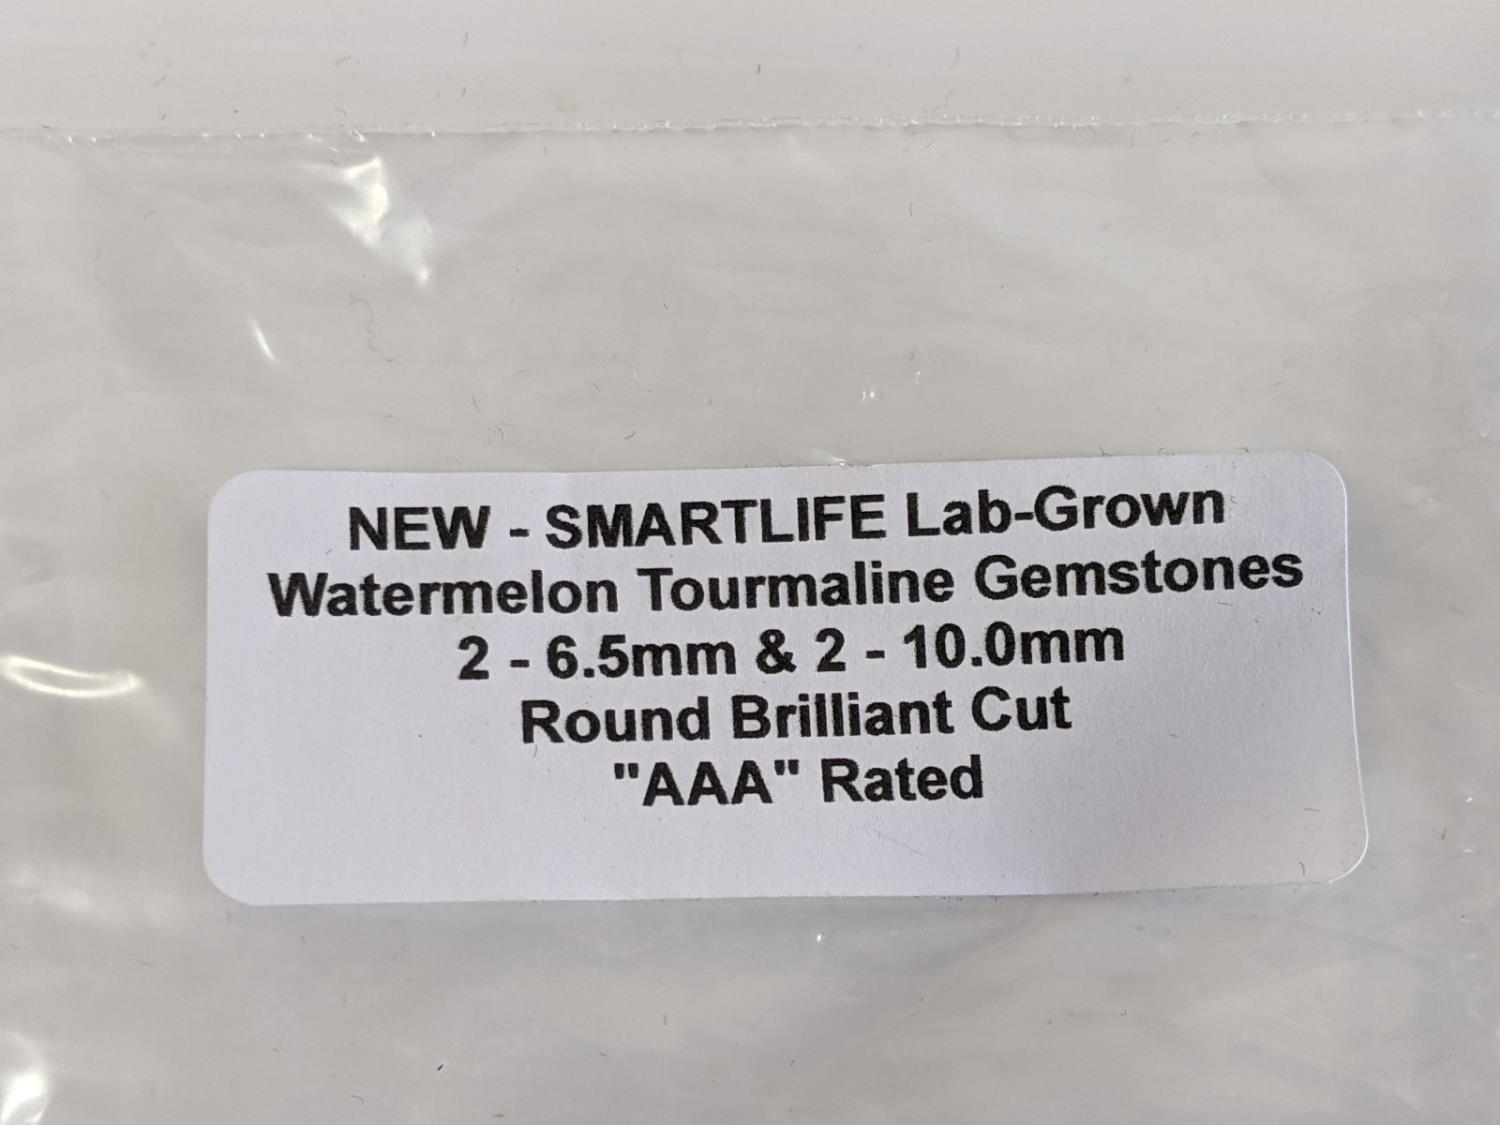 NEW - SMARTLIFE Lab-Grown
Watermelon Tourmaline Gemstones
2 - 6.5mm & 2 - 10.0mm
Round Brilliant Cut
"AAA" Rated